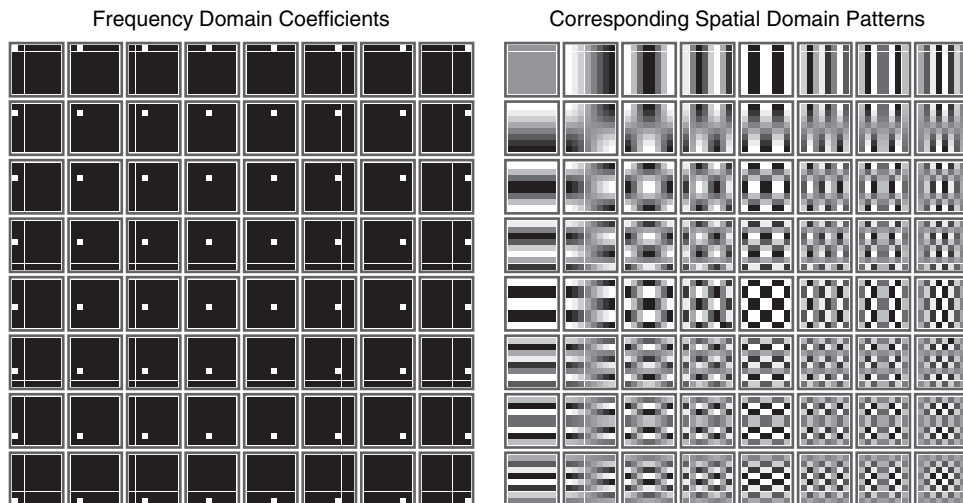 Frequency Domain Coefficients
Corresponding Spatial Domain Patterns